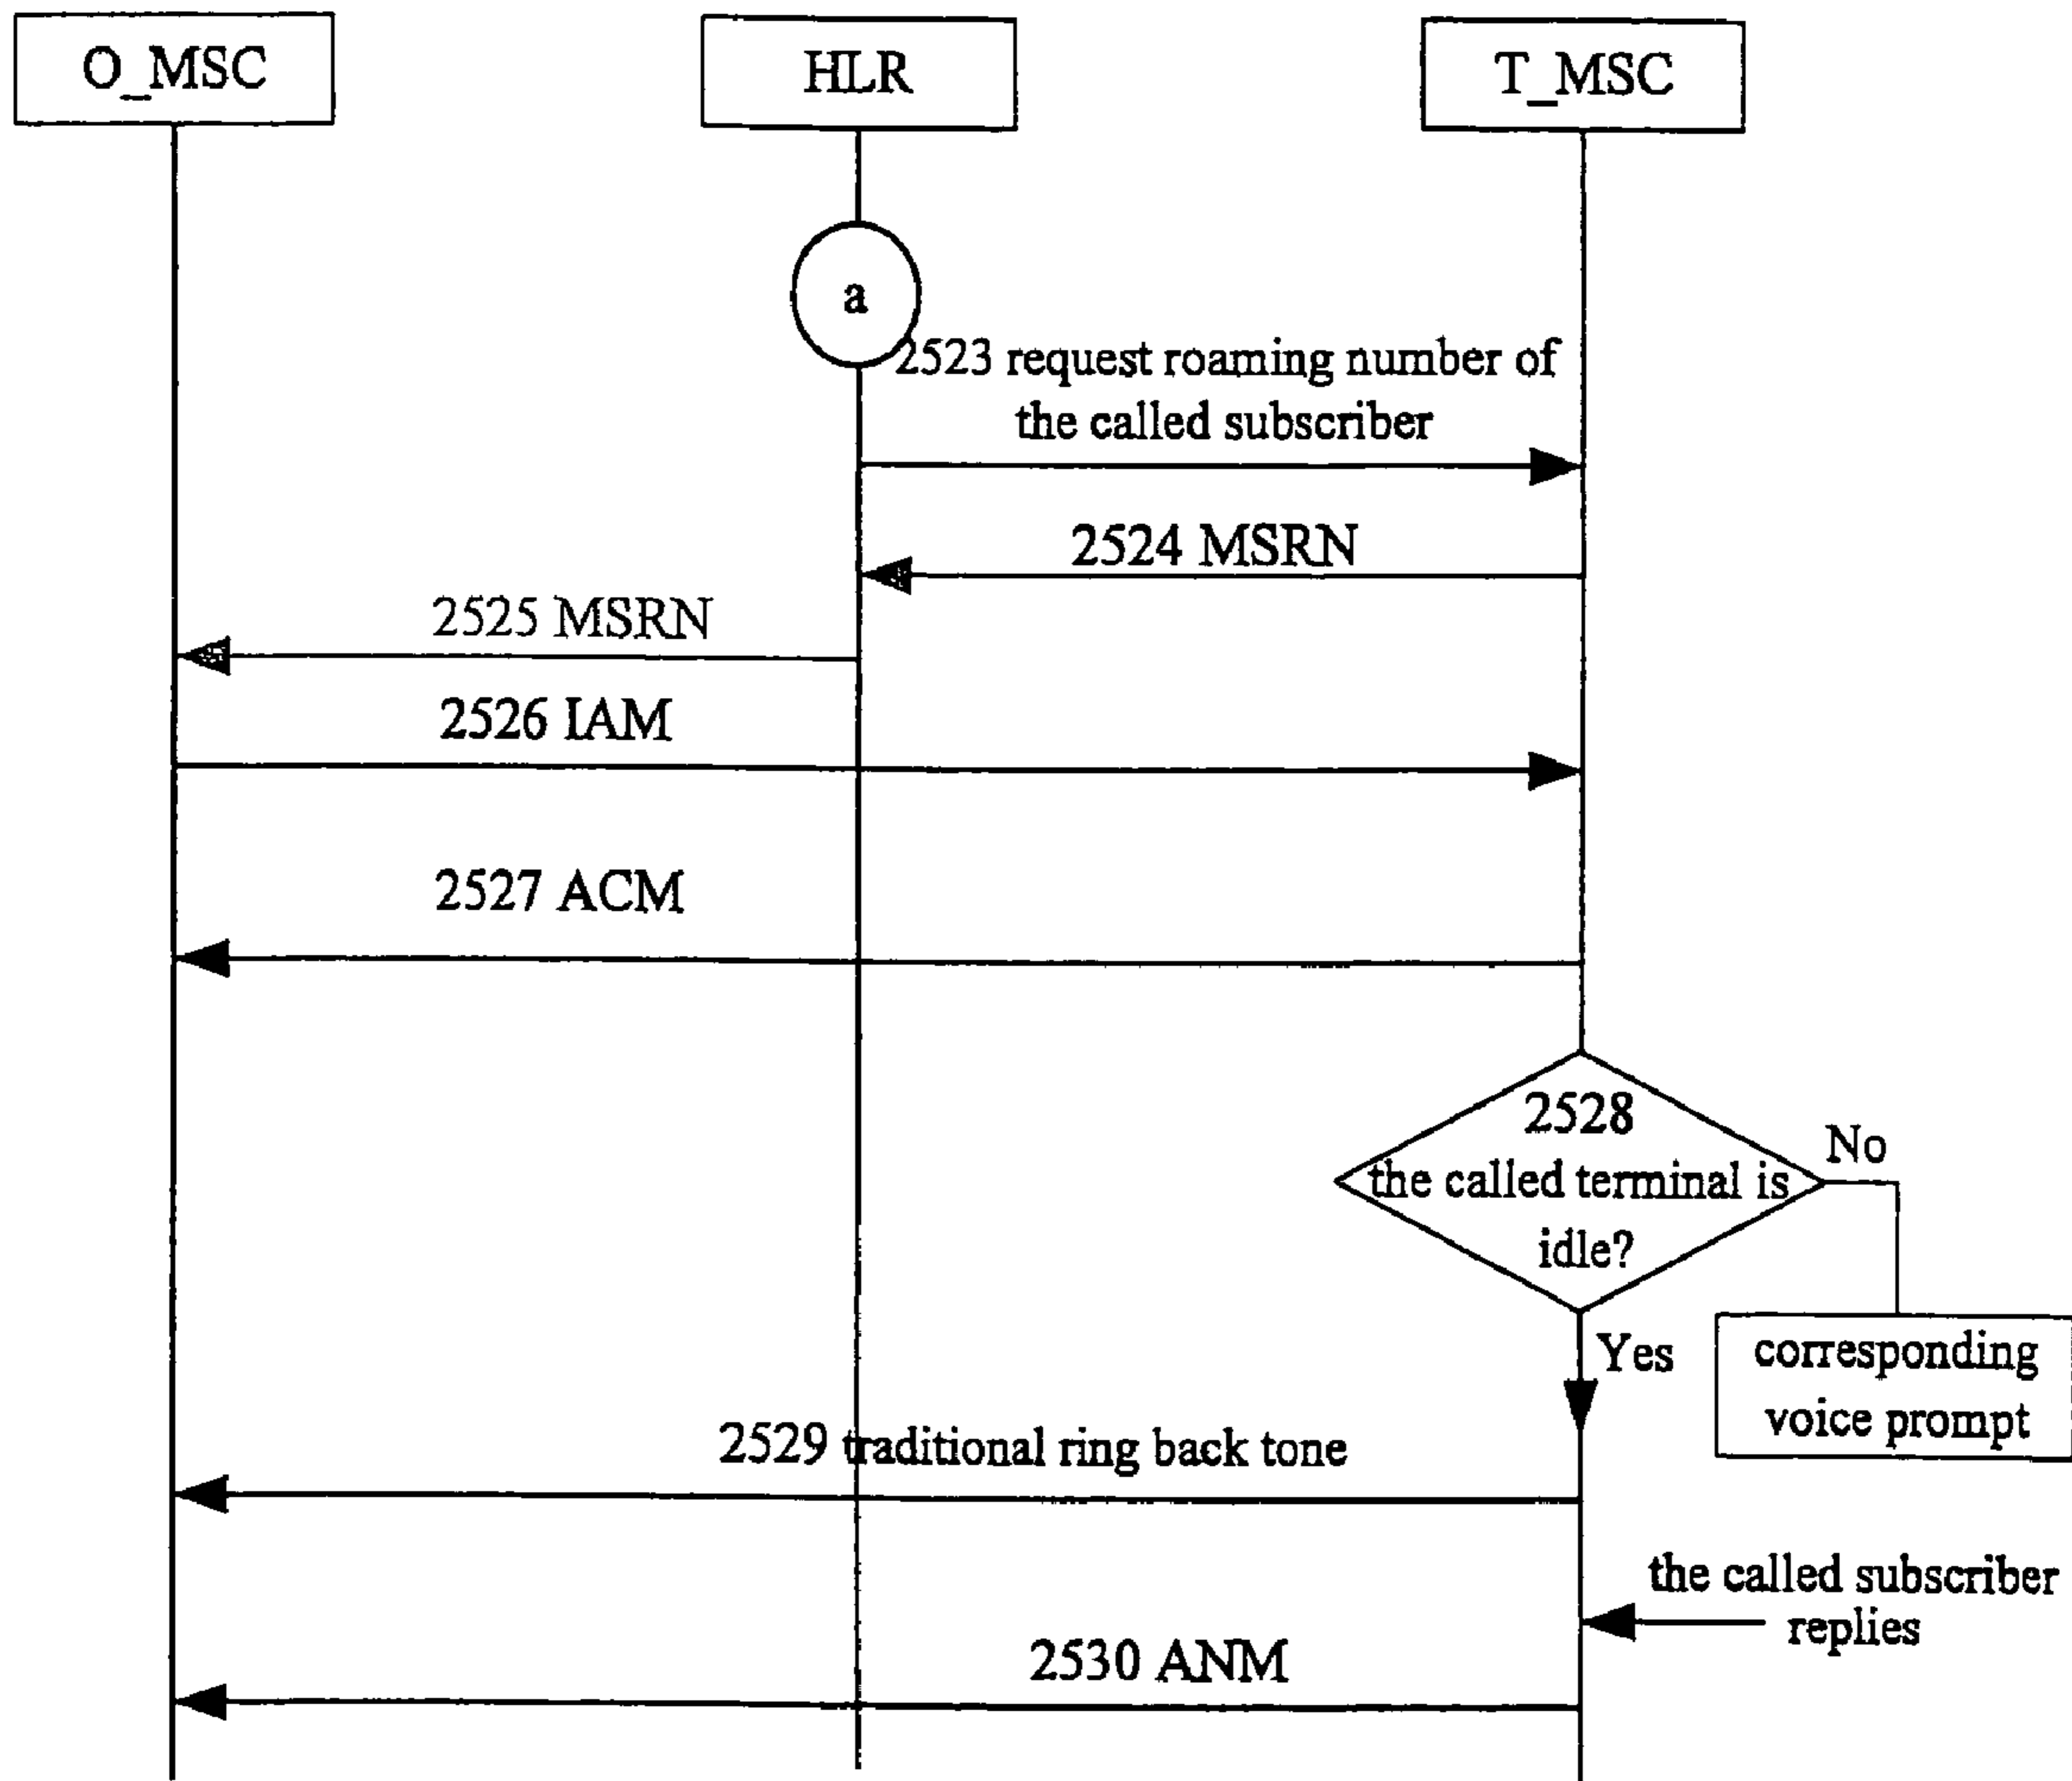 O_MSC
HLR
T_MSC
a
2523 request roaming number of
the called subscriber
2524 MSRN
2525 MSRN
2526 IAM
2527 ACM
2528
the called terminal is
idle?
No
Yes
corresponding
voice prompt
2529 traditional ring back tone
the called subscriber
replies
2530 ANM